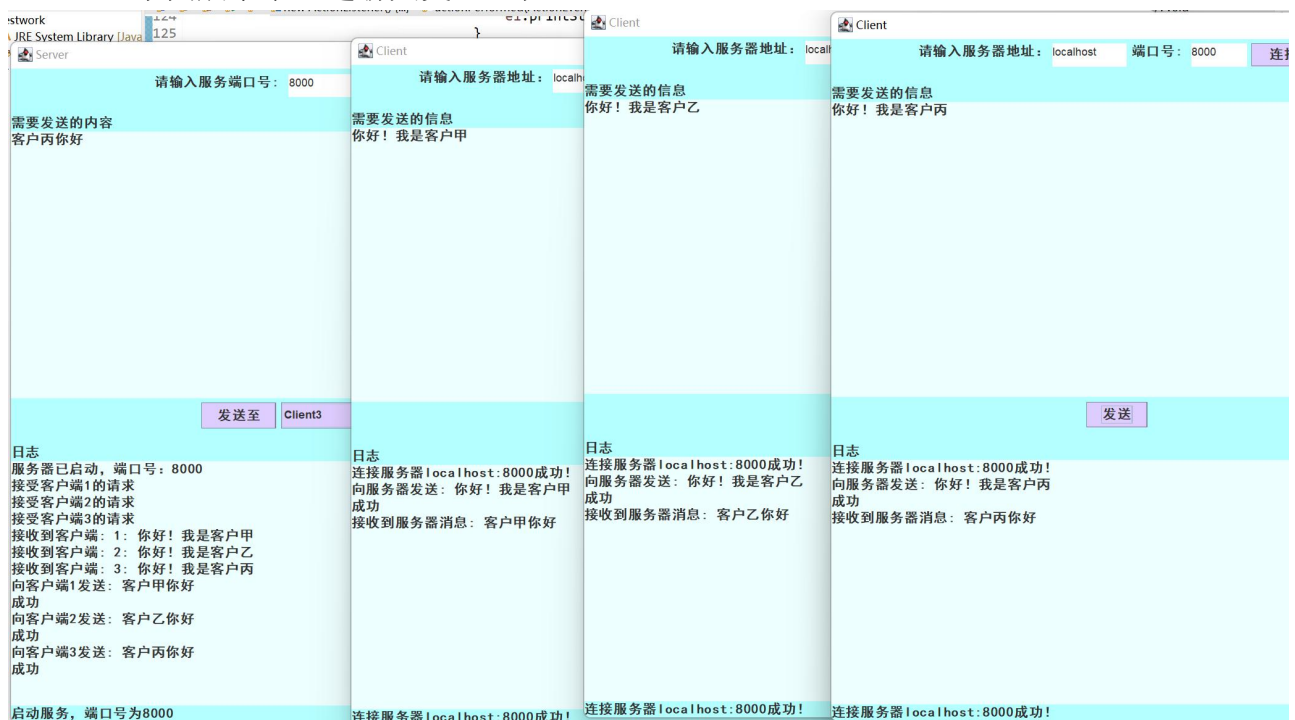 estwork
JRE System Library [Java
124
125
e1.printSt
}
Server
请输入服务端口号: 8000
需要发送的内容
客户丙你好
发送至 Client3
日志
服务器已启动, 端口号: 8000
接受客户端1的请求
接受客户端2的请求
接受客户端3的请求
接收到客户端: 1: 你好! 我是客户甲
接收到客户端: 2: 你好! 我是客户乙
接收到客户端: 3: 你好! 我是客户丙
向客户端1发送: 客户甲你好
成功
向客户端2发送: 客户乙你好
成功
向客户端3发送: 客户丙你好
成功
启动服务, 端口号为8000
Client
请输入服务器地址: localh
需要发送的信息
你好! 我是客户甲
日志
连接服务器localhost:8000成功!
向服务器发送: 你好! 我是客户甲
成功
接收到服务器消息: 客户甲你好
连接服务器localhost:8000成功!
Client
请输入服务器地址: localh
需要发送的信息
你好! 我是客户乙
日志
连接服务器localhost:8000成功!
向服务器发送: 你好! 我是客户乙
成功
接收到服务器消息: 客户乙你好
连接服务器localhost:8000成功!
Client
请输入服务器地址: localhost 端口号: 8000 连接
需要发送的信息
你好! 我是客户丙
发送
日志
连接服务器localhost:8000成功!
向服务器发送: 你好! 我是客户丙
成功
接收到服务器消息: 客户丙你好
连接服务器localhost:8000成功!